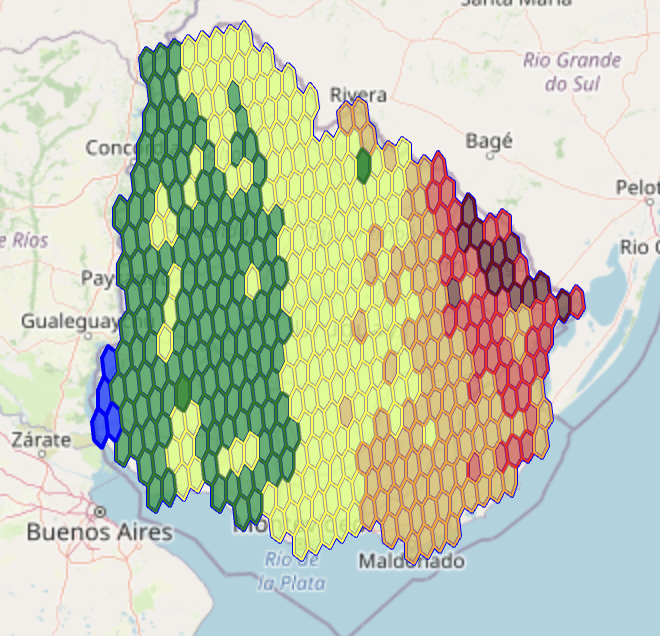 Santa Maria
Rio Grande
do Sul
Rivera
Bagé
Concordia
Pelot
e Ríos
Rio G
Pay
Gualeguay
Zárate
Buenos Aires
Río de
la Plata
Maldonado